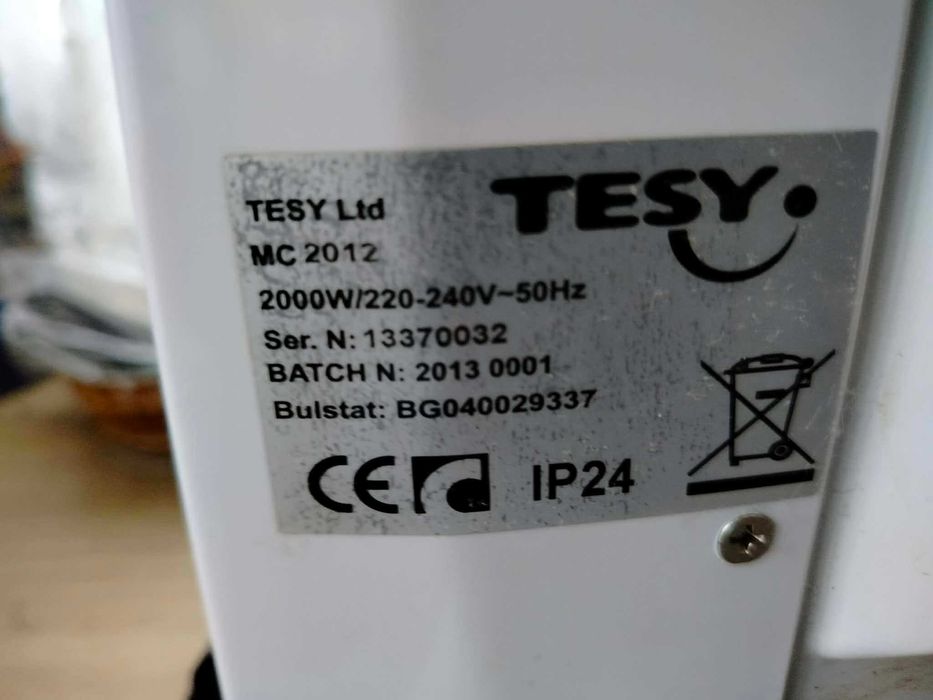 TESY Ltd
TESY
MC 2012
2000W/220-240V~50Hz
Ser. N: 13370032
BATCH N: 2013 0001
Bulstat: BG040029337
CE
IP24